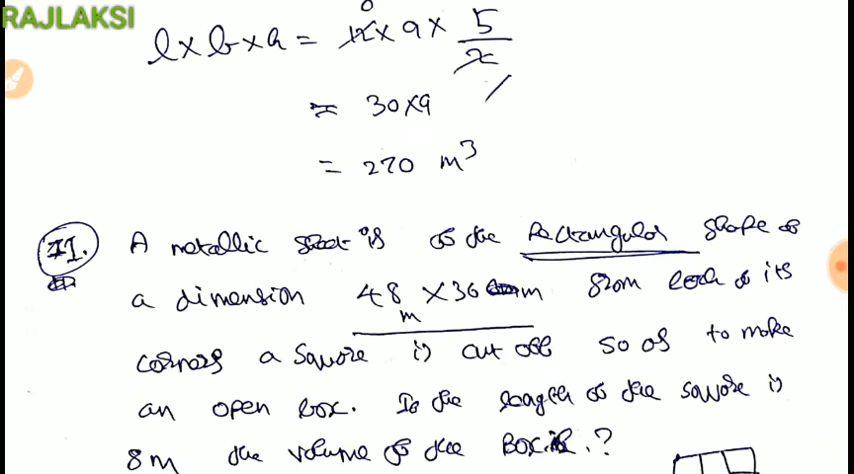 RAJLAKSI
l × b × h = 12 × 9 × 5/2
= 30×9
= 270 m³
71. A metallic sheet is of the Rectangular shape of
a dimension 48 m × 36 m from each of its
corners a square is cut off so as to make
an open box. If the length of the square is
8m the volume of the Box is.?